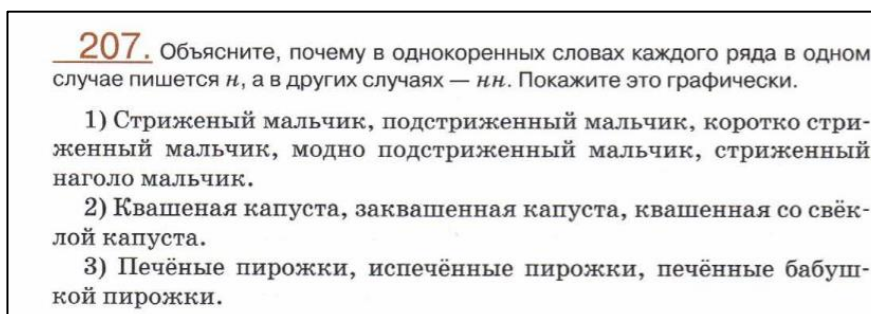 207. Объясните, почему в однокоренных словах каждого ряда в одном
случае пишется н, а в других случаях — нн. Покажите это графически.
1) Стриженый мальчик, подстриженный мальчик, коротко стри-
женный мальчик, модно подстриженный мальчик, стриженный
наголо мальчик.
2) Квашеная капуста, заквашенная капуста, квашенная со свёк-
лой капуста.
3) Печёные пирожки, испечённые пирожки, печённые бабуш-
кой пирожки.